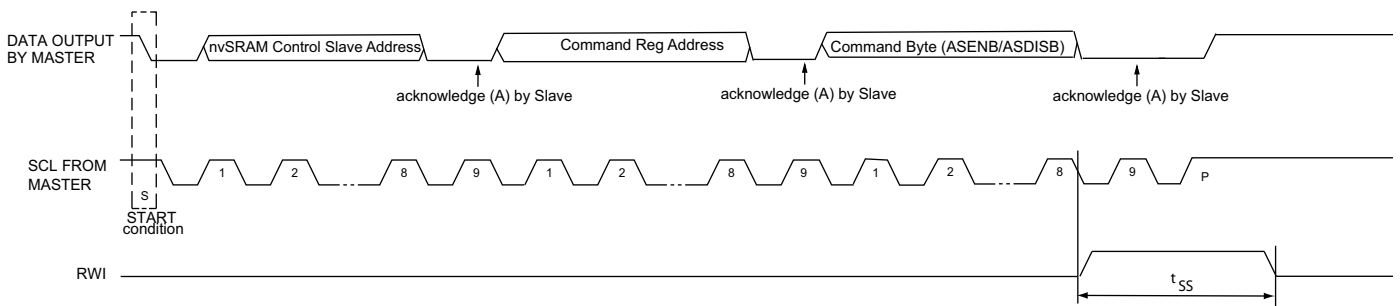 DATA OUTPUT
BY MASTER
nvSRAM Control Slave Address
Command Reg Address
Command Byte (ASENB/ASDISB)
acknowledge (A) by Slave
acknowledge (A) by Slave
acknowledge (A) by Slave
SCL FROM
MASTER
1 2 8 9 1 2 8 9 1 2 8 9 P
S
START
condition
RWI
tSS